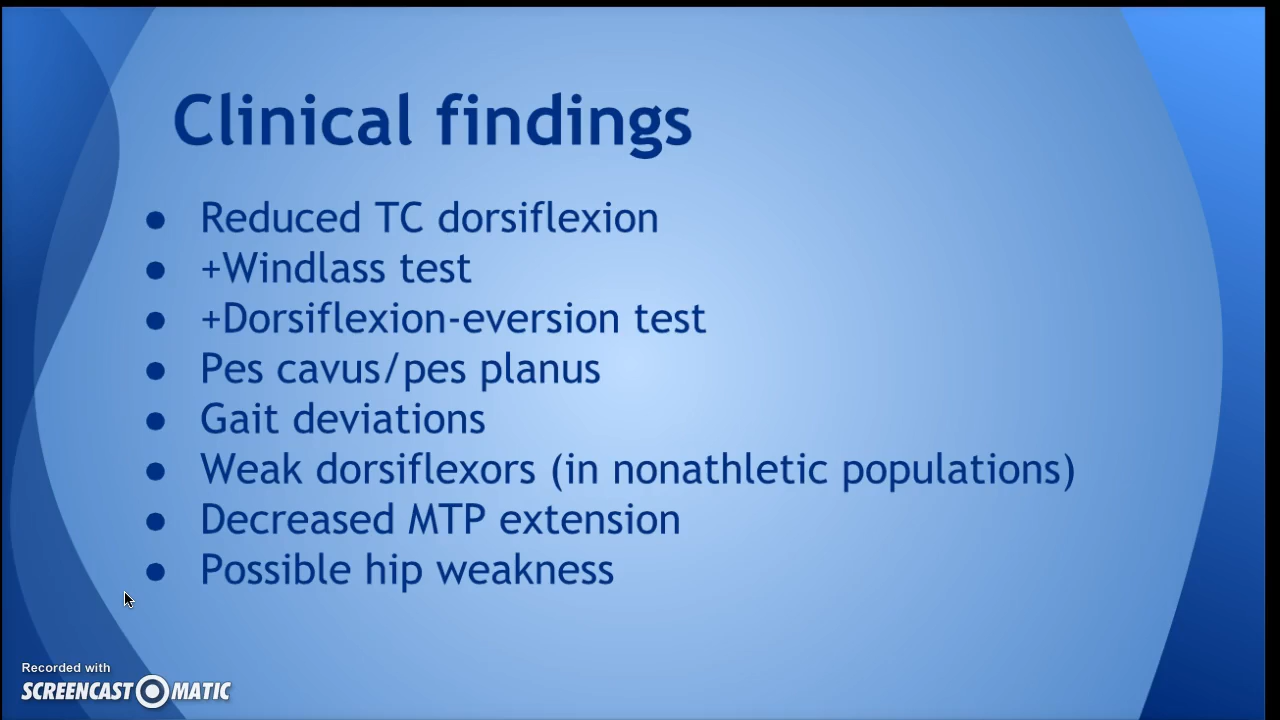 Clinical findings
● Reduced TC dorsiflexion
● +Windlass test
● +Dorsiflexion-eversion test
● Pes cavus/pes planus
● Gait deviations
● Weak dorsiflexors (in nonathletic populations)
● Decreased MTP extension
● Possible hip weakness
Recorded with
SCREENCAST MATIC